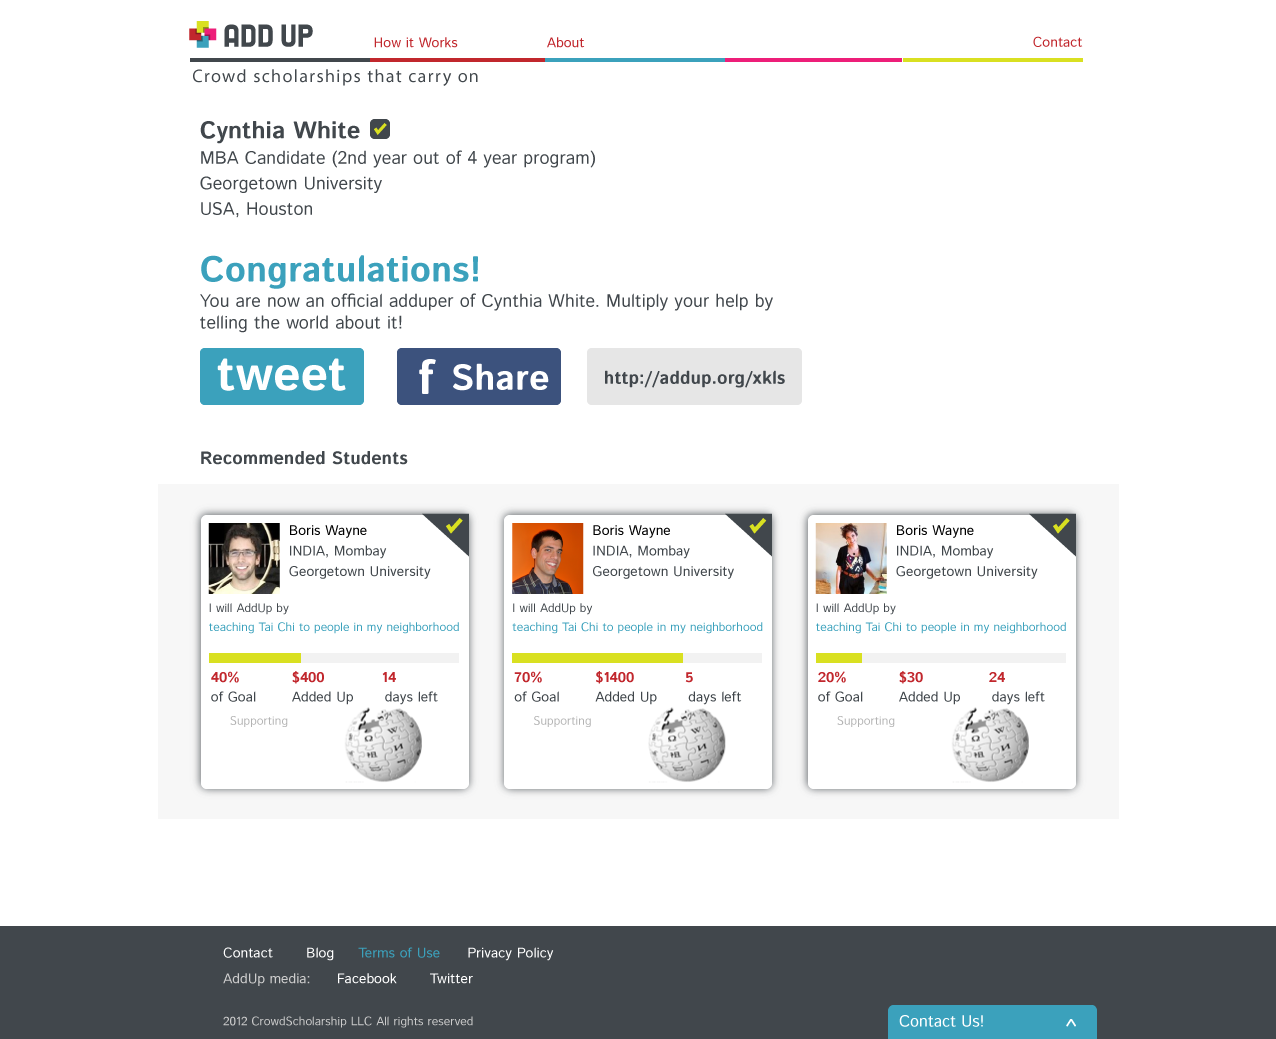 ADD UP
How it Works
About
Contact
Crowd scholarships that carry on
Cynthia White
MBA Candidate (2nd year out of 4 year program)
Georgetown University
USA, Houston
Congratulations!
You are now an official adduper of Cynthia White. Multiply your help by
telling the world about it!
tweet
f Share
http://addup.org/xkls
Recommended Students
Boris Wayne
INDIA, Mombay
Georgetown University
I will AddUp by
teaching Tai Chi to people in my neighborhood
40% $400 14
of Goal Added Up days left
Supporting
Boris Wayne
INDIA, Mombay
Georgetown University
I will AddUp by
teaching Tai Chi to people in my neighborhood
70% $1400 5
of Goal Added Up days left
Supporting
Boris Wayne
INDIA, Mombay
Georgetown University
I will AddUp by
teaching Tai Chi to people in my neighborhood
20% $30 24
of Goal Added Up days left
Supporting
Contact Blog Terms of Use Privacy Policy
AddUp media: Facebook Twitter
2012 CrowdScholarship LLC All rights reserved
Contact Us!